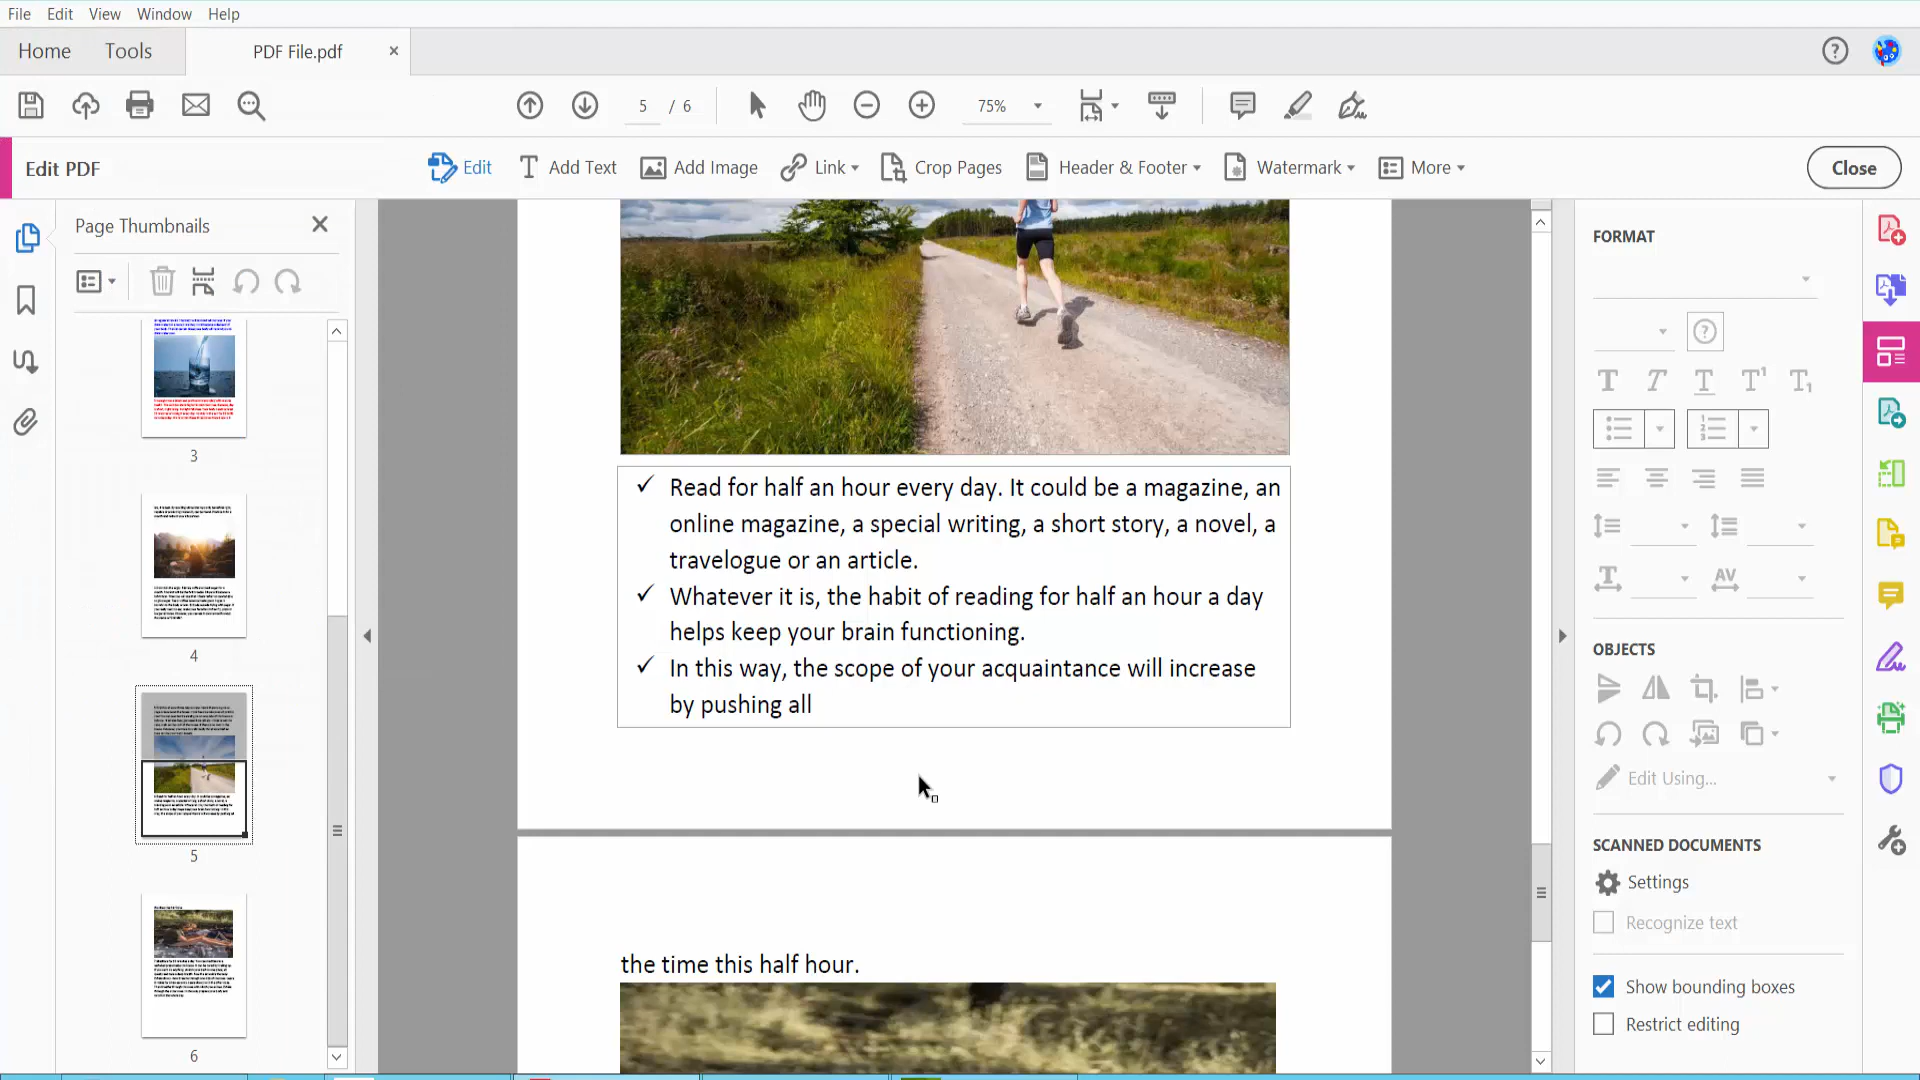 File Edit View Window Help
Home Tools PDF File.pdf
5 / 6 75%
Edit PDF Edit Add Text Add Image Link Crop Pages Header & Footer Watermark More Close
Page Thumbnails
3
4
5
6
Read for half an hour every day. It could be a magazine, an
online magazine, a special writing, a short story, a novel, a
travelogue or an article.
Whatever it is, the habit of reading for half an hour a day
helps keep your brain functioning.
In this way, the scope of your acquaintance will increase
by pushing all
the time this half hour.
FORMAT
OBJECTS
Edit Using...
SCANNED DOCUMENTS
Settings
Recognize text
Show bounding boxes
Restrict editing